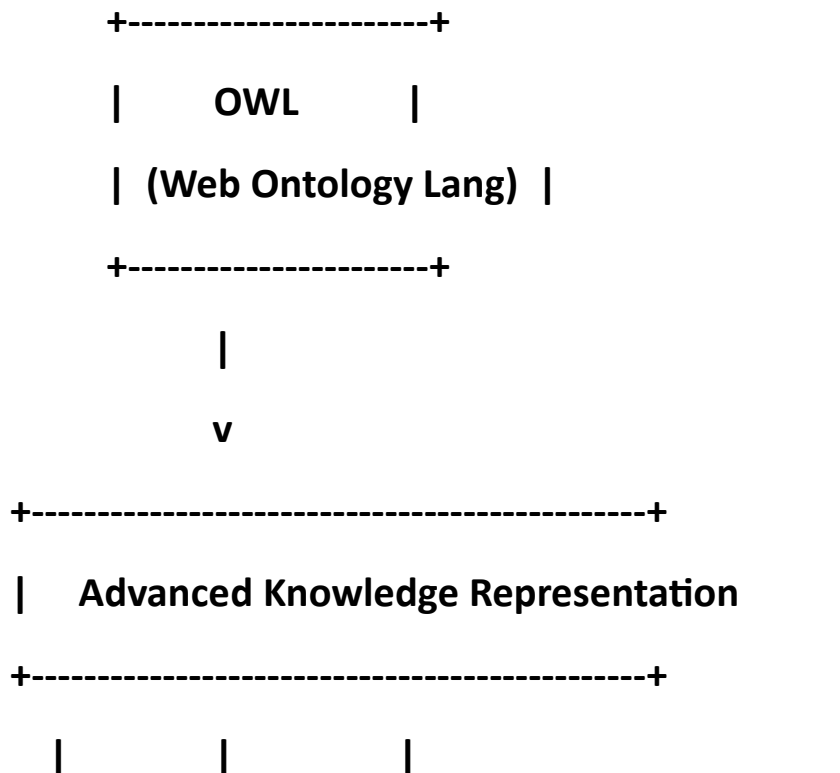 +-----------------------+
| OWL |
| (Web Ontology Lang) |
+-----------------------+
|
v
+-----------------------------------------------+
| Advanced Knowledge Representation
+-----------------------------------------------+
| | |